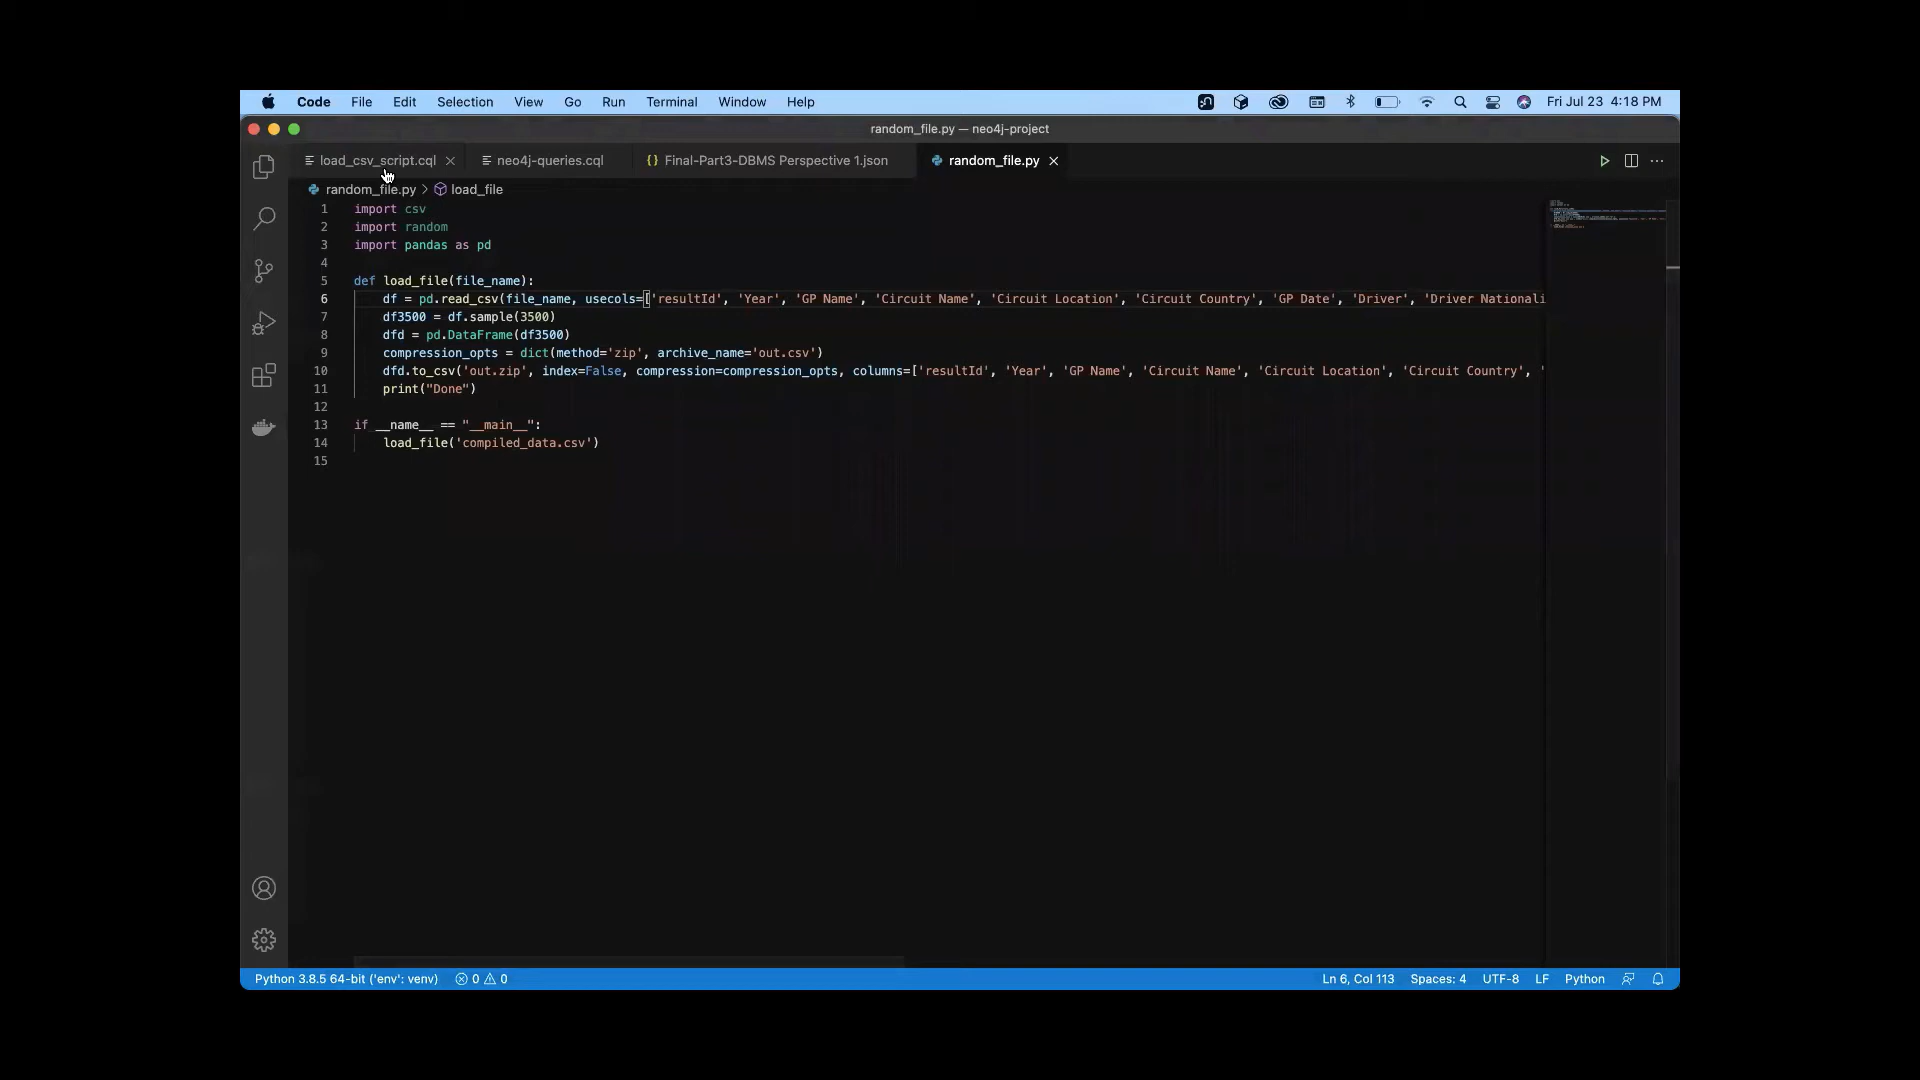 Code File Edit Selection View Go Run Terminal Window Help Fri Jul 23 4:18 PM
random_file.py — neo4j-project
load_csv_script.cql neo4j-queries.cql {} Final-Part3-DBMS Perspective 1.json random_file.py
random_file.py > load_file
1 import csv
2 import random
3 import pandas as pd
4
5 def load_file(file_name):
6 df = pd.read_csv(file_name, usecols=['resultId', 'Year', 'GP Name', 'Circuit Name', 'Circuit Location', 'Circuit Country', 'GP Date', 'Driver', 'Driver Nationali
7 df3500 = df.sample(3500)
8 dfd = pd.DataFrame(df3500)
9 compression_opts = dict(method='zip', archive_name='out.csv')
10 dfd.to_csv('out.zip', index=False, compression=compression_opts, columns=['resultId', 'Year', 'GP Name', 'Circuit Name', 'Circuit Location', 'Circuit Country', '
11 print("Done")
12
13 if __name__ == "__main__":
14 load_file('compiled_data.csv')
15
Python 3.8.5 64-bit ('env': venv) 0 0 Ln 6, Col 113 Spaces: 4 UTF-8 LF Python